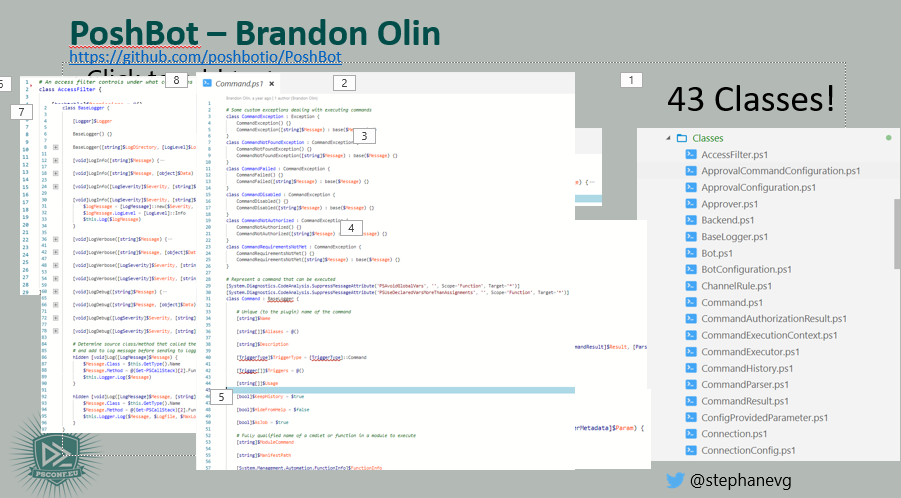 PoshBot – Brandon Olin
https://github.com/poshbotio/PoshBot
8
2
1
7
3
4
5
43 Classes!
# An access filter controls under what
class AccessFilter {
class BaseLogger {
[Logger]$Logger
BaseLogger() {}
BaseLogger([string]$LogDirectory, [LogLevel]$Lo
[void]LogInfo([string]$Message) {
[void]LogInfo([string]$Message, [object]$Data)
[void]LogInfo([LogSeverity]$Severity, [string]$
[void]LogInfo([LogSeverity]$Severity, [string]$
$logMessage = [LogMessage]::new($Severity,
$logMessage.LogLevel = [LogLevel]::Info
$this.Log($logMessage)
}
[void]LogVerbose([string]$Message) {
[void]LogVerbose([string]$Message, [object]$Dat
[void]LogVerbose([LogSeverity]$Severity, [strin
[void]LogVerbose([LogSeverity]$Severity, [strin
[void]LogDebug([string]$Message) {
[void]LogDebug([string]$Message, [object]$Data)
[void]LogDebug([LogSeverity]$Severity, [string]
[void]LogDebug([LogSeverity]$Severity, [string]
# Determine source class/method that called the
# and add to log message before sending to logg
hidden [void]Log([LogMessage]$Message) {
$Message.Class = $this.GetType().Name
$Message.Method = @(Get-PSCallStack)[2].Fun
$this.Logger.Log($Message)
}
hidden [void]Log([LogMessage]$Message, [string]
$Message.Class = $this.GetType().Name
$Message.Method = @(Get-PSCallStack)[2].Fun
$this.Logger.Log($Message, $LogFile, $MaxLo
}
Command.ps1
Brandon Olin, a year ago | 1 author (Brandon Olin)
# Some custom exceptions dealing with executing commands
class CommandException : Exception {
CommandException() {}
CommandException([string]$Message) : base($Message) {}
}
class CommandNotFoundException : CommandException {
CommandNotFoundException() {}
CommandNotFoundException([string]$Message) : base($Message) {}
}
class CommandFailed : CommandException {
CommandFailed() {}
CommandFailed([string]$Message) : base($Message) {}
}
class CommandDisabled : CommandException {
CommandDisabled() {}
CommandDisabled([string]$Message) : base($Message) {}
}
class CommandNotAuthorized : CommandException {
CommandNotAuthorized() {}
CommandNotAuthorized([string]$Message) : base($Message) {}
}
class CommandRequirementsNotMet : CommandException {
CommandRequirementsNotMet() {}
CommandRequirementsNotMet([string]$Message) : base($Message) {}
}
# Represent a command that can be executed
[System.Diagnostics.CodeAnalysis.SuppressMessageAttribute('PSAvoidGlobalVars', '', Scope='Function', Target='*')]
[System.Diagnostics.CodeAnalysis.SuppressMessageAttribute('PSUseDeclaredVarsMoreThanAssignments', '', Scope='Function', Target='*')]
class Command : BaseLogger {
# Unique (to the plugin) name of the command
[string]$Name
[string[]]$Aliases = @()
[string]$Description
[TriggerType]$TriggerType = [TriggerType]::Command
[Trigger[]]$Triggers = @()
[string[]]$Usage
[bool]$KeepHistory = $true
[bool]$HideFromHelp = $false
[bool]$AsJob = $true
# Fully qualified name of a cmdlet or function in a module to execute
[string]$ModuleCommand
[string]$ManifestPath
[System.Management.Automation.FunctionInfo]$FunctionInfo
mmandResult]$Result, [Pars
erMetadata]$Param) {
Classes
AccessFilter.ps1
ApprovalCommandConfiguration.ps1
ApprovalConfiguration.ps1
Approver.ps1
Backend.ps1
BaseLogger.ps1
Bot.ps1
BotConfiguration.ps1
ChannelRule.ps1
Command.ps1
CommandAuthorizationResult.ps1
CommandExecutionContext.ps1
CommandExecutor.ps1
CommandHistory.ps1
CommandParser.ps1
CommandResult.ps1
ConfigProvidedParameter.ps1
Connection.ps1
ConnectionConfig.ps1
PSCONF.EU
@stephanevg